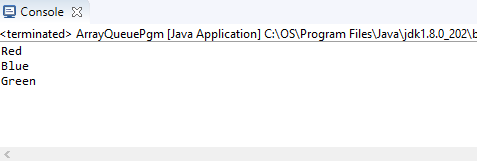 Console
<terminated> ArrayQueuePgm [Java Application] C:\OS\Program Files\Java\jdk1.8.0_202\b
Red
Blue
Green